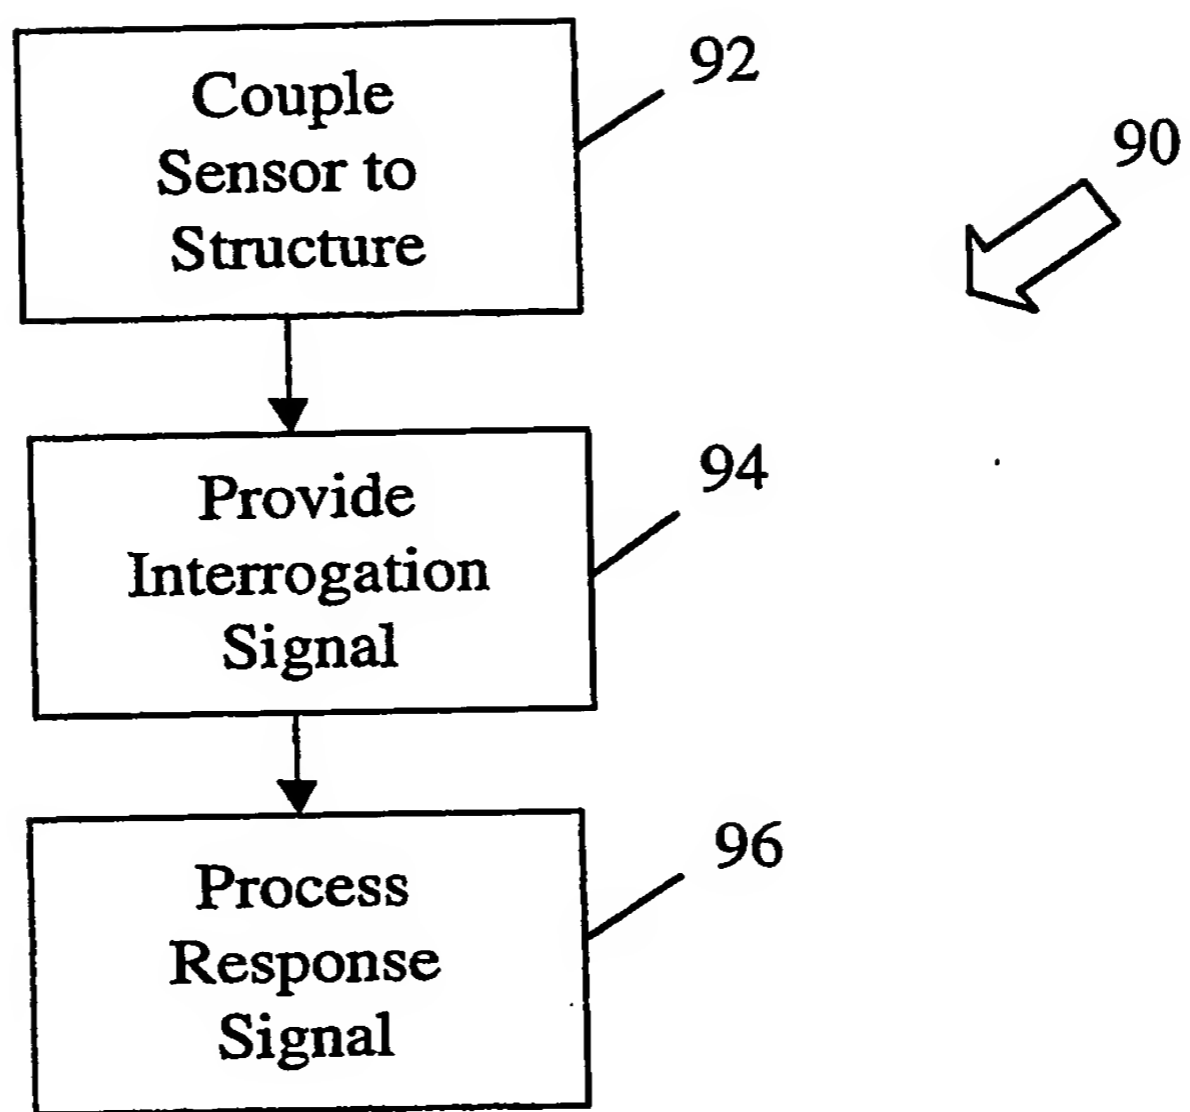 Couple
Sensor to
Structure
92
90
Provide
Interrogation
Signal
94
Process
Response
Signal
96